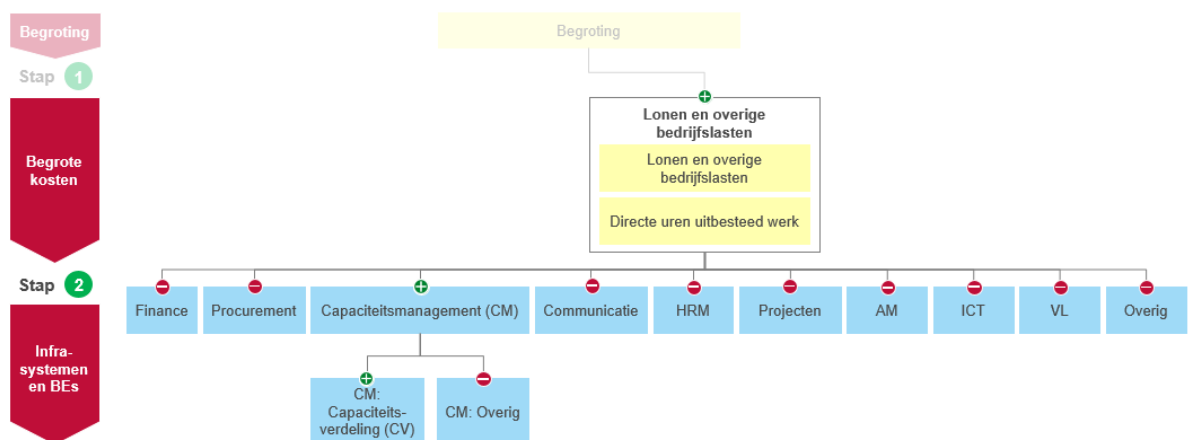 Begroting
Begroting
Stap 1
Begrote
kosten
Lonen en overige
bedrijfslasten
Lonen en overige
bedrijfslasten
Directe uren uitbesteed werk
Stap 2
Finance
Procurement
Capaciteitsmanagement (CM)
Communicatie
HRM
Projecten
AM
ICT
VL
Overig
Infra-
systemen
en BEs
CM:
Capaciteits-
verdeling (CV)
CM: Overig